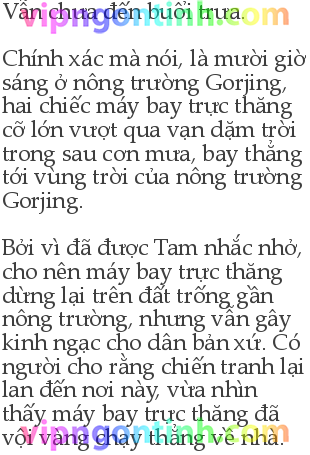 Vẫn chưa đến buổi trưa.
Chính xác mà nói, là mười giờ
sáng ở nông trường Gorjing,
hai chiếc máy bay trực thăng
cỡ lớn vượt qua vạn dặm trời
trong sau cơn mưa, bay thẳng
tới vùng trời của nông trường
Gorjing.
Bởi vì đã được Tam nhắc nhở,
cho nên máy bay trực thăng
dừng lại trên đất trống gần
nông trường, nhưng vẫn gây
kinh ngạc cho dân bản xứ. Có
người cho rằng chiến tranh lại
lan đến nơi này, vừa nhìn
thấy máy bay trực thăng đã
vội vàng chạy thẳng về nhà.
vipngontinh.com
vipngontinh.com